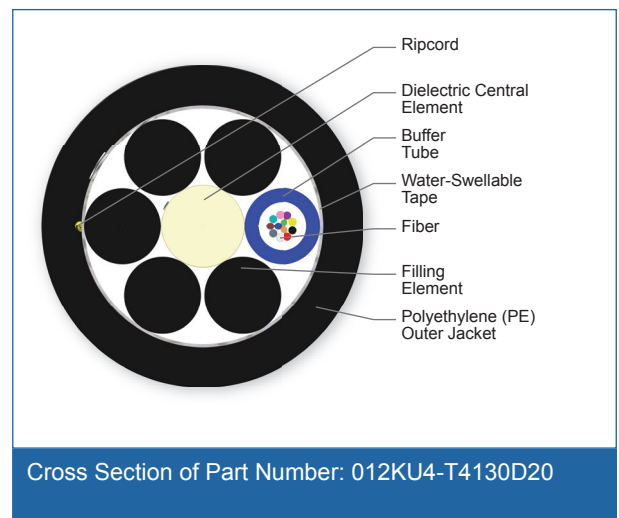 Ripcord
Dielectric Central
Element
Buffer
Tube
Water-Swellable
Tape
Fiber
Filling
Element
Polyethylene (PE)
Outer Jacket
Cross Section of Part Number: 012KU4-T4130D20